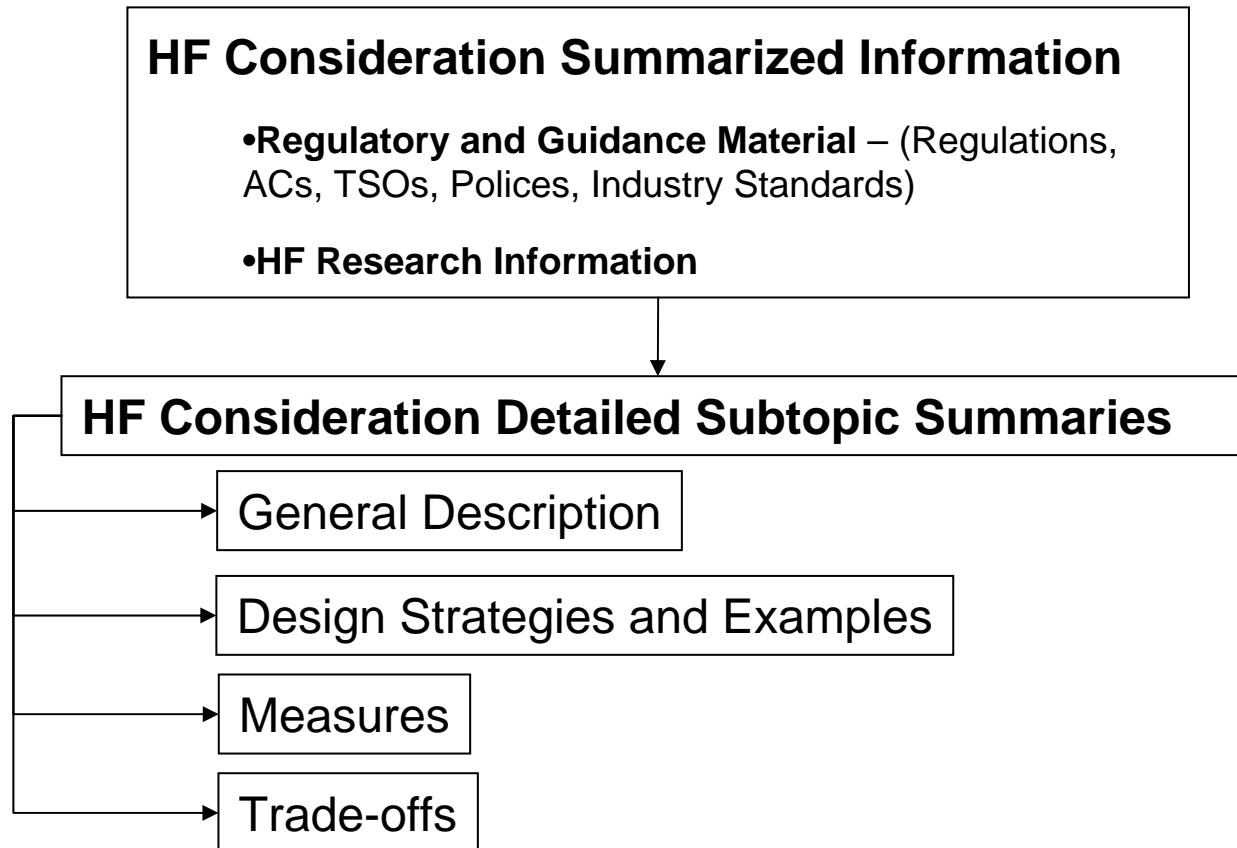 HF Consideration Summarized Information
•Regulatory and Guidance Material – (Regulations,
ACs, TSOs, Polices, Industry Standards)
•HF Research Information
HF Consideration Detailed Subtopic Summaries
General Description
Design Strategies and Examples
Measures
Trade-offs